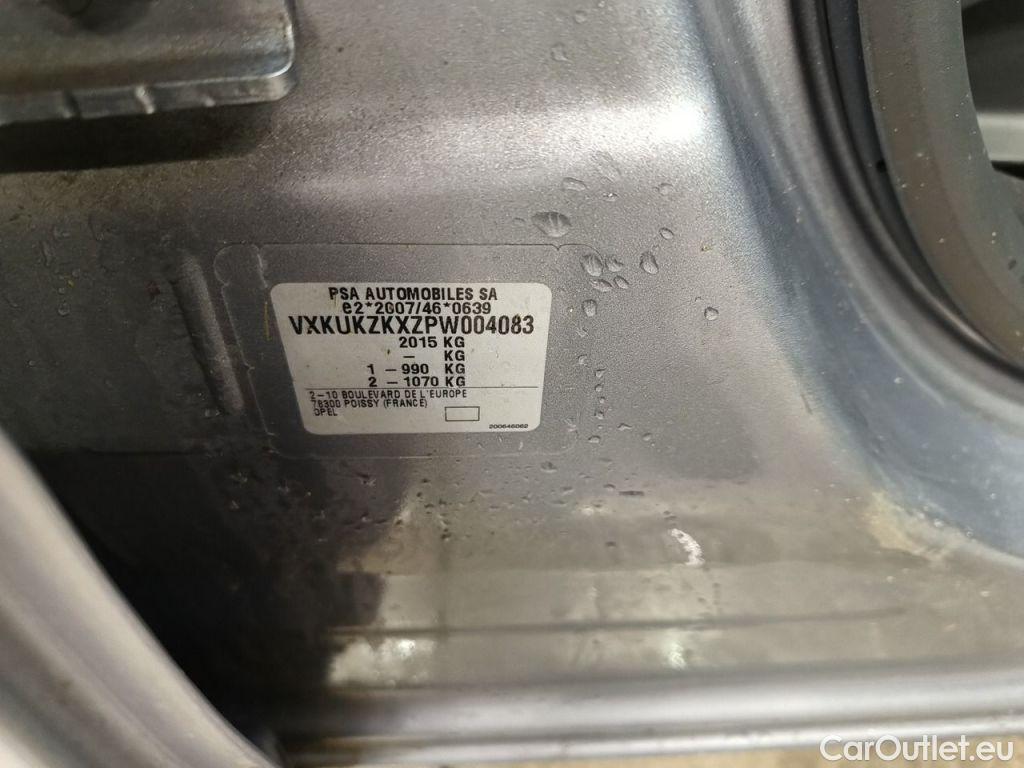 PSA AUTOMOBILES SA
e2*2007/46*0639
VXKUKZKXZPW004083
2015 KG
- KG
1 - 990 KG
2 - 1070 KG
2-10 BOULEVARD DE L'EUROPE
78300 POISSY (FRANCE)
OPEL
200646062
CarOutlet.eu